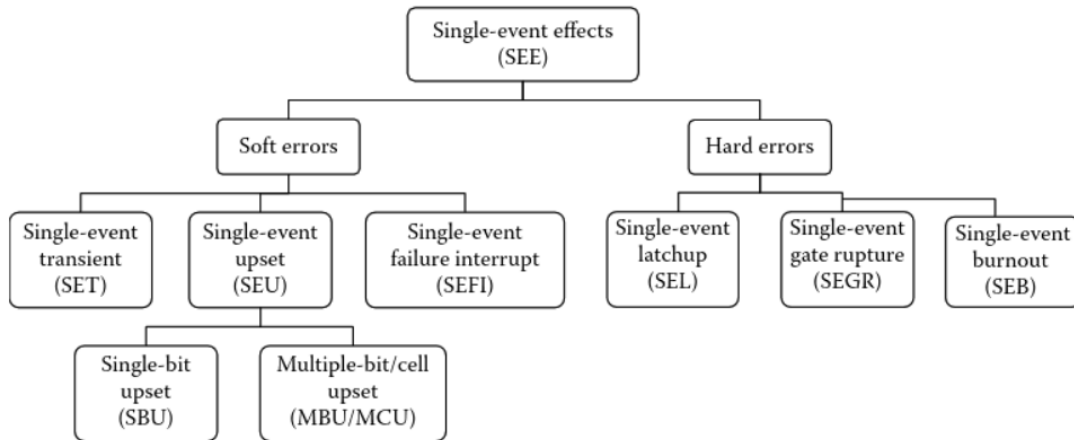 Single-event effects
(SEE)
Soft errors
Hard errors
Single-event
transient
(SET)
Single-event
upset
(SEU)
Single-event
failure interrupt
(SEFI)
Single-event
latchup
(SEL)
Single-event
gate rupture
(SEGR)
Single-event
burnout
(SEB)
Single-bit
upset
(SBU)
Multiple-bit/cell
upset
(MBU/MCU)